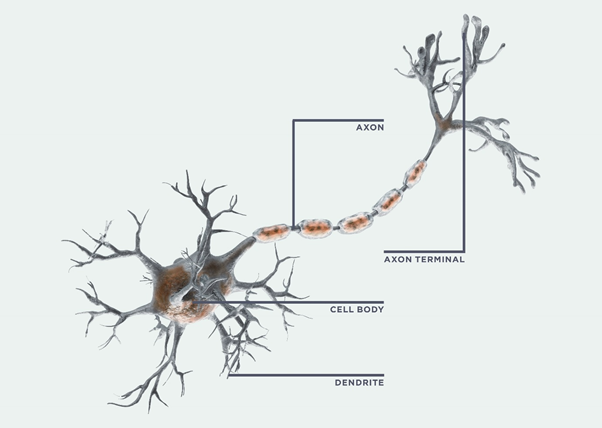 AXON
AXON TERMINAL
CELL BODY
DENDRITE